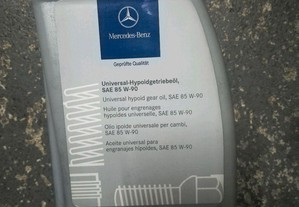 Mercedes-Benz
Geprüfte Qualität
Universal-Hypoidgetriebeöl,
SAE 85 W-90
Universal hypoid gear oil, SAE 85 W-90
Huile pour engrenages
hypoides universelle, SAE 85 W-90
Olio ipoide universale per cambi,
SAE 85 W-90
Aceite universal para
engranajes hipoides, SAE 85 W-90